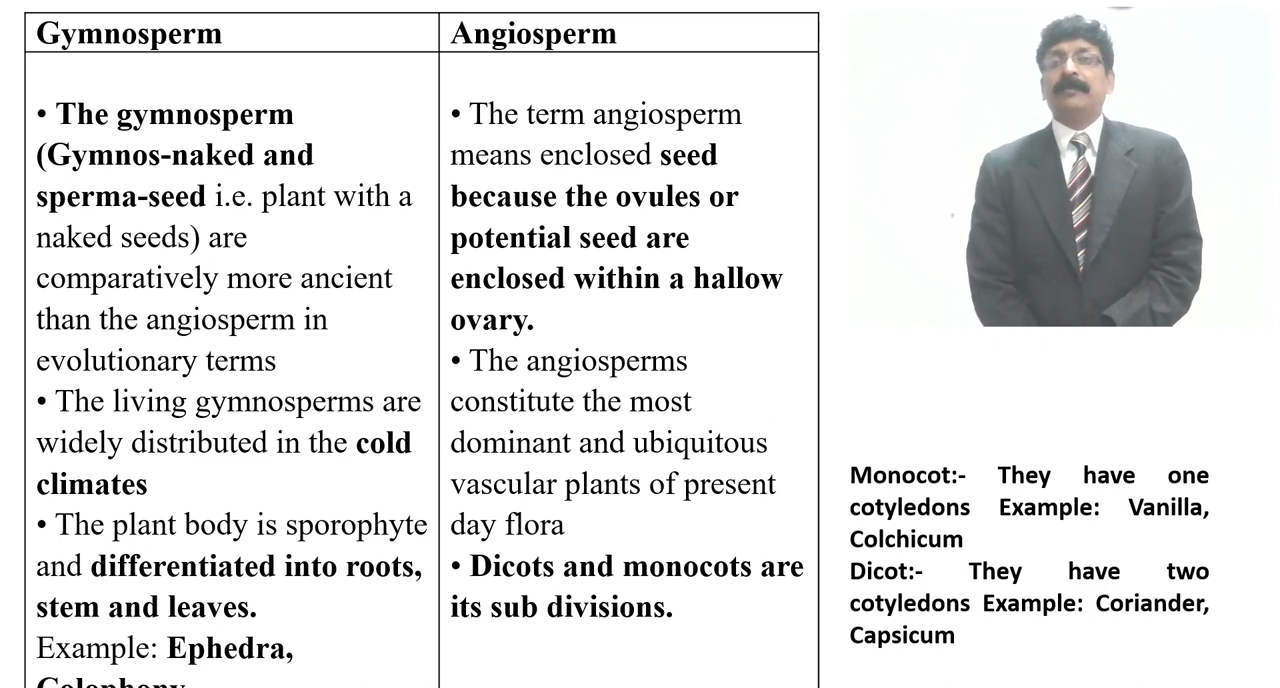 Gymnosperm
• The gymnosperm
(Gymnos-naked and
sperma-seed i.e. plant with a
naked seeds) are
comparatively more ancient
than the angiosperm in
evolutionary terms
• The living gymnosperms are
widely distributed in the cold
climates
• The plant body is sporophyte
and differentiated into roots,
stem and leaves.
Example: Ephedra,
Colophony
Angiosperm
• The term angiosperm
means enclosed seed
because the ovules or
potential seed are
enclosed within a hallow
ovary.
• The angiosperms
constitute the most
dominant and ubiquitous
vascular plants of present
day flora
• Dicots and monocots are
its sub divisions.
Monocot:- They have one
cotyledons Example: Vanilla,
Colchicum
Dicot:- They have two
cotyledons Example: Coriander,
Capsicum